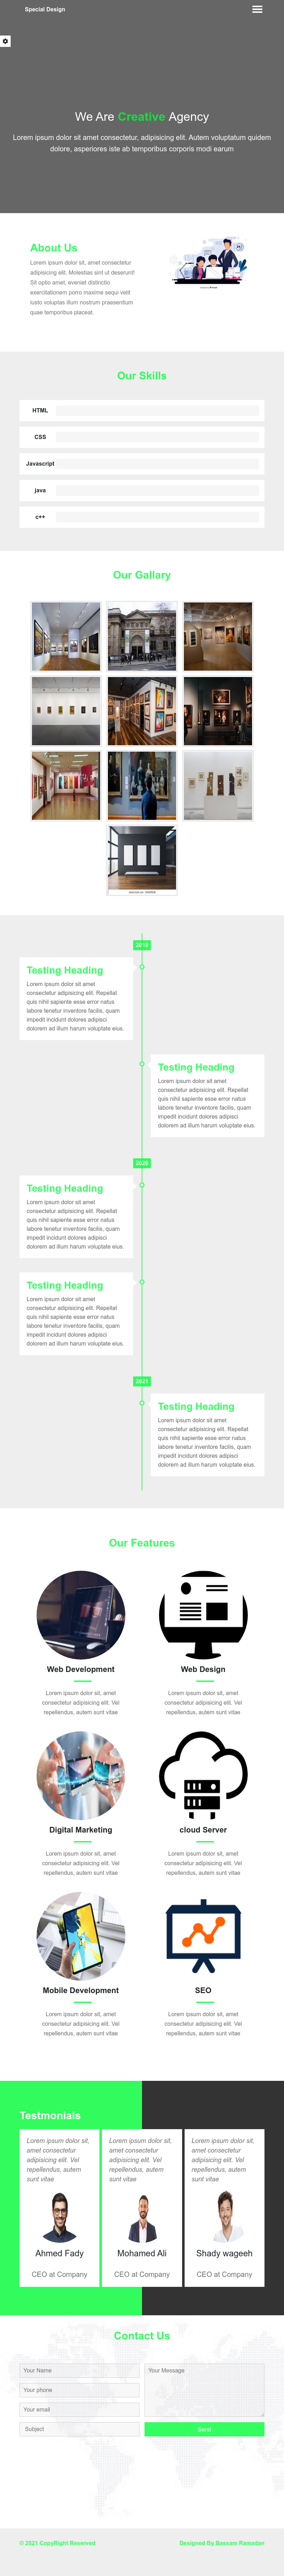 Special Design
We Are Creative Agency
Lorem ipsum dolor sit amet consectetur, adipisicing elit. Autem voluptatum quidem
dolore, asperiores iste ab temporibus corporis modi earum
About Us
Lorem ipsum dolor sit, amet consectetur
adipisicing elit. Molestias sint ut deserunt!
Sit optio amet, eveniet distinctio
exercitationem porro maxime sequi velit
iusto voluptas illum nostrum praesentium
quae temporibus placeat.
Our Skills
HTML
CSS
Javascript
java
c++
Our Gallary
2019
Testing Heading
Lorem ipsum dolor sit amet
consectetur adipisicing elit. Repellat
quis nihil sapiente esse error natus
labore tenetur inventore facilis, quam
impedit incidunt dolores adipisci
dolorem ad illum harum voluptate eius.
Testing Heading
Lorem ipsum dolor sit amet
consectetur adipisicing elit. Repellat
quis nihil sapiente esse error natus
labore tenetur inventore facilis, quam
impedit incidunt dolores adipisci
dolorem ad illum harum voluptate eius.
2020
Testing Heading
Lorem ipsum dolor sit amet
consectetur adipisicing elit. Repellat
quis nihil sapiente esse error natus
labore tenetur inventore facilis, quam
impedit incidunt dolores adipisci
dolorem ad illum harum voluptate eius.
Testing Heading
Lorem ipsum dolor sit amet
consectetur adipisicing elit. Repellat
quis nihil sapiente esse error natus
labore tenetur inventore facilis, quam
impedit incidunt dolores adipisci
dolorem ad illum harum voluptate eius.
2021
Testing Heading
Lorem ipsum dolor sit amet
consectetur adipisicing elit. Repellat
quis nihil sapiente esse error natus
labore tenetur inventore facilis, quam
impedit incidunt dolores adipisci
dolorem ad illum harum voluptate eius.
Our Features
Web Development
Lorem ipsum dolor sit, amet
consectetur adipisicing elit. Vel
repellendus, autem sunt vitae
Web Design
Lorem ipsum dolor sit, amet
consectetur adipisicing elit. Vel
repellendus, autem sunt vitae
Digital Marketing
Lorem ipsum dolor sit, amet
consectetur adipisicing elit. Vel
repellendus, autem sunt vitae
cloud Server
Lorem ipsum dolor sit, amet
consectetur adipisicing elit. Vel
repellendus, autem sunt vitae
Mobile Development
Lorem ipsum dolor sit, amet
consectetur adipisicing elit. Vel
repellendus, autem sunt vitae
SEO
Lorem ipsum dolor sit, amet
consectetur adipisicing elit. Vel
repellendus, autem sunt vitae
Testmonials
Lorem ipsum dolor sit,
amet consectetur
adipisicing elit. Vel
repellendus, autem
sunt vitae
Ahmed Fady
CEO at Company
Lorem ipsum dolor sit,
amet consectetur
adipisicing elit. Vel
repellendus, autem
sunt vitae
Mohamed Ali
CEO at Company
Lorem ipsum dolor sit,
amet consectetur
adipisicing elit. Vel
repellendus, autem
sunt vitae
Shady wageeh
CEO at Company
Contact Us
Your Name
Your phone
Your email
Subject
Your Message
Send
© 2021 CopyRight Reserved
Designed By Bassam Ramadan